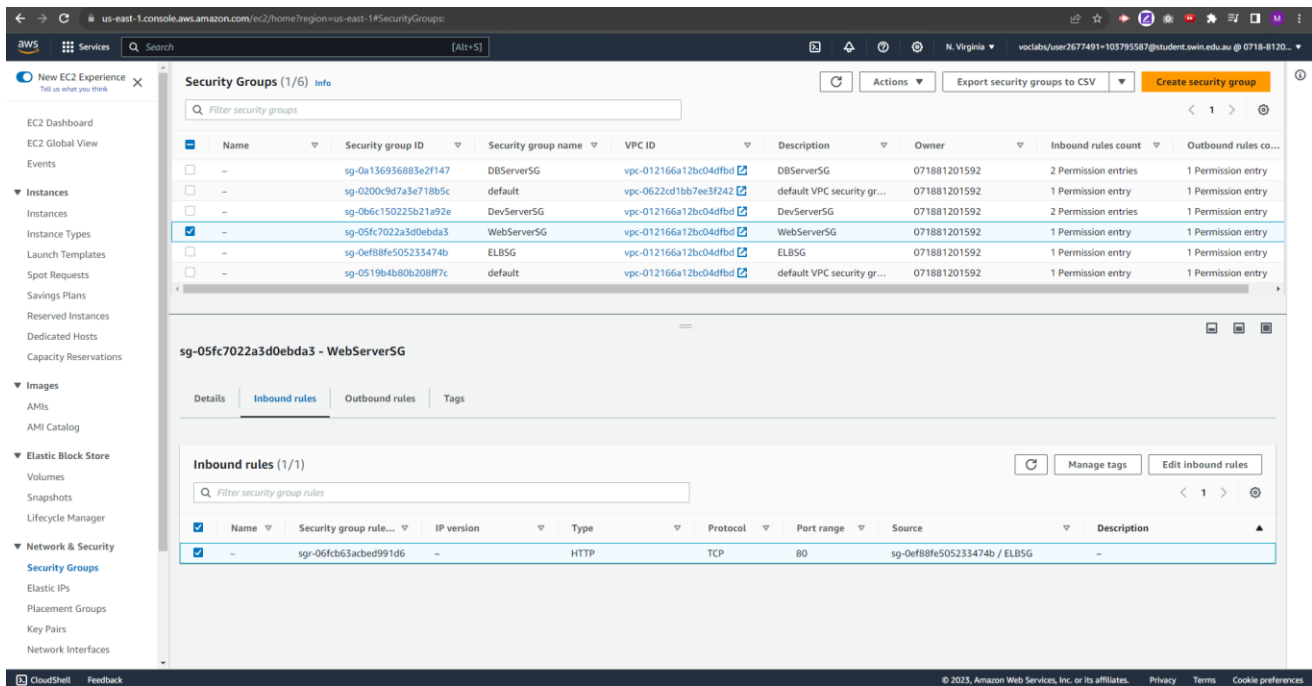 us-east-1.console.aws.amazon.com/ec2/home?region=us-east-1#SecurityGroups:
M
aws Services Search [Alt+S] N. Virginia voclabs/user2677491=103795587@student.swin.edu.au @ 0718-8120...
New EC2 Experience
Tell us what you think
EC2 Dashboard
EC2 Global View
Events
Instances
Instances
Instance Types
Launch Templates
Spot Requests
Savings Plans
Reserved Instances
Dedicated Hosts
Capacity Reservations
Images
AMIs
AMI Catalog
Elastic Block Store
Volumes
Snapshots
Lifecycle Manager
Network & Security
Security Groups
Elastic IPs
Placement Groups
Key Pairs
Network Interfaces
Security Groups (1/6) Info Actions Export security groups to CSV Create security group
Filter security groups 1
Name Security group ID Security group name VPC ID Description Owner Inbound rules count Outbound rules co...
– sg-0a136936883e2f147 DBServerSG vpc-012166a12bc04dfbd DBServerSG 071881201592 2 Permission entries 1 Permission entry
– sg-0200c9d7a3e718b5c default vpc-0622cd1bb7ee3f242 default VPC security gr... 071881201592 1 Permission entry 1 Permission entry
– sg-0b6c150225b21a92e DevServerSG vpc-012166a12bc04dfbd DevServerSG 071881201592 2 Permission entries 1 Permission entry
– sg-05fc7022a3d0ebda3 WebServerSG vpc-012166a12bc04dfbd WebServerSG 071881201592 1 Permission entry 1 Permission entry
– sg-0ef88fe505233474b ELBSG vpc-012166a12bc04dfbd ELBSG 071881201592 1 Permission entry 1 Permission entry
– sg-0519b4b80b208ff7c default vpc-012166a12bc04dfbd default VPC security gr... 071881201592 1 Permission entry 1 Permission entry
sg-05fc7022a3d0ebda3 - WebServerSG
Details Inbound rules Outbound rules Tags
Inbound rules (1/1) Manage tags Edit inbound rules
Filter security group rules 1
Name Security group rule... IP version Type Protocol Port range Source Description
– sgr-06fcb63acbed991d6 – HTTP TCP 80 sg-0ef88fe505233474b / ELBSG –
CloudShell Feedback © 2023, Amazon Web Services, Inc. or its affiliates. Privacy Terms Cookie preferences